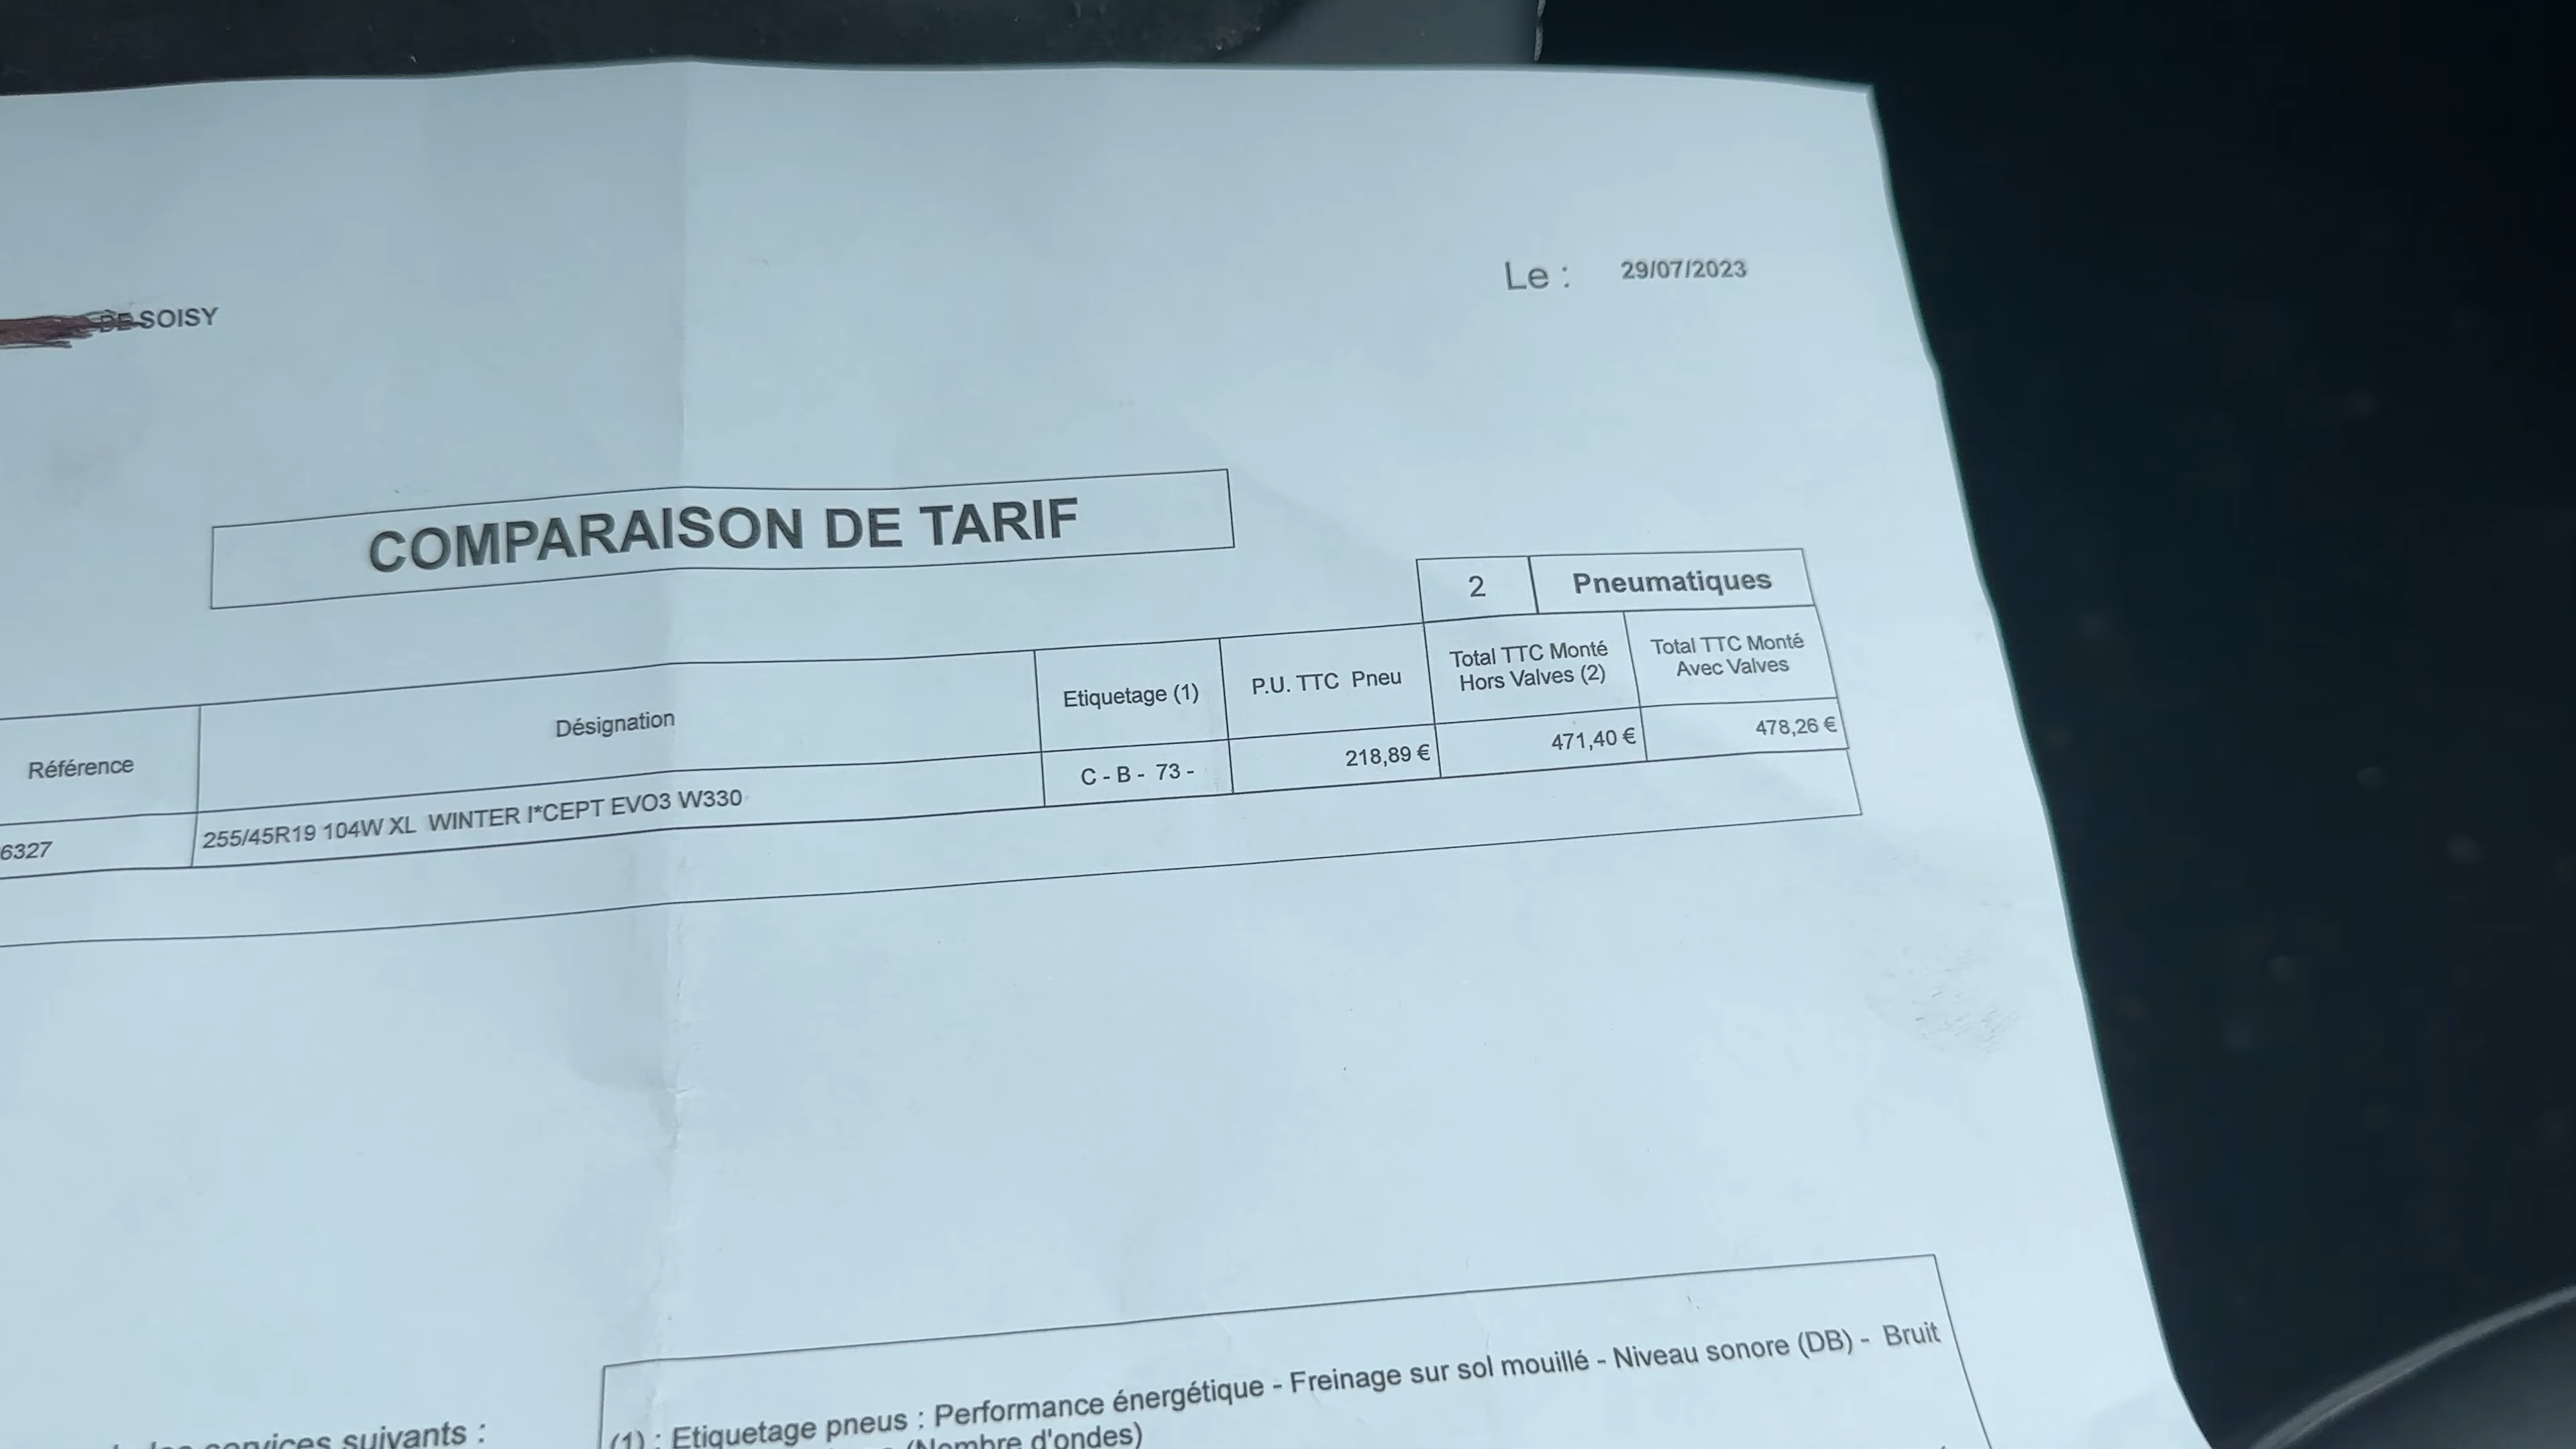 Le : 29/07/2023
DE SOISY
COMPARAISON DE TARIF
2 Pneumatiques
Référence Désignation Etiquetage (1) P.U. TTC Pneu Total TTC Monté Hors Valves (2) Total TTC Monté Avec Valves
6327 255/45R19 104W XL WINTER I*CEPT EVO3 W330 C - B - 73 - 218,89 € 471,40 € 478,26 €
services suivants :
(1) : Etiquetage pneus : Performance énergétique - Freinage sur sol mouillé - Niveau sonore (DB) - Bruit
(Nombre d'ondes)